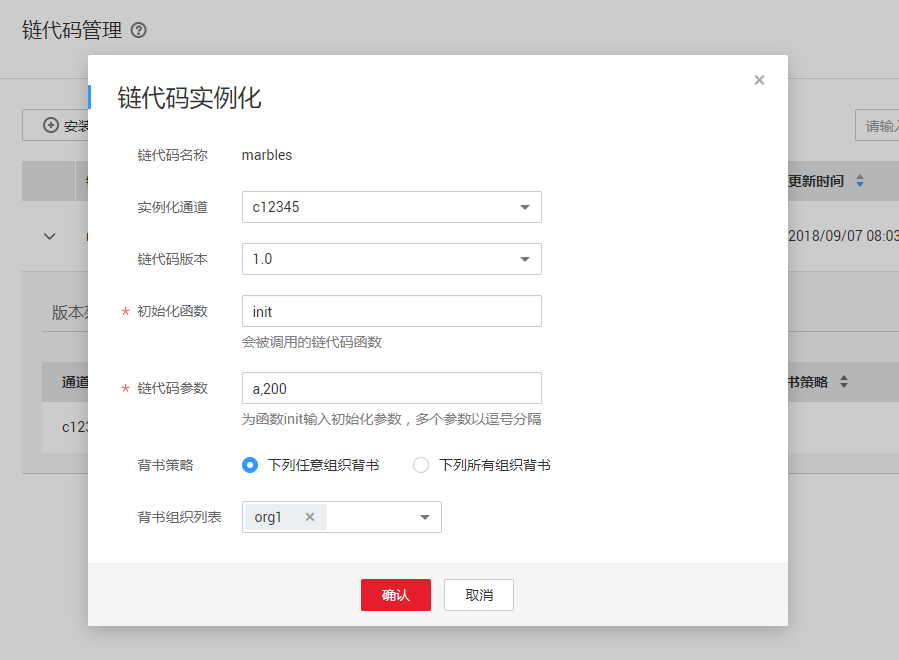 链代码管理
安装
请输入
链代码实例化
链代码名称 marbles
更新时间
实例化通道 c12345
2018/09/07 08:03
链代码版本 1.0
* 初始化函数 init
会被调用的链代码函数
版本
通道
* 链代码参数 a,200
书策略
为函数init输入初始化参数，多个参数以逗号分隔
c123
背书策略 下列任意组织背书 下列所有组织背书
背书组织列表 org1
确认 取消